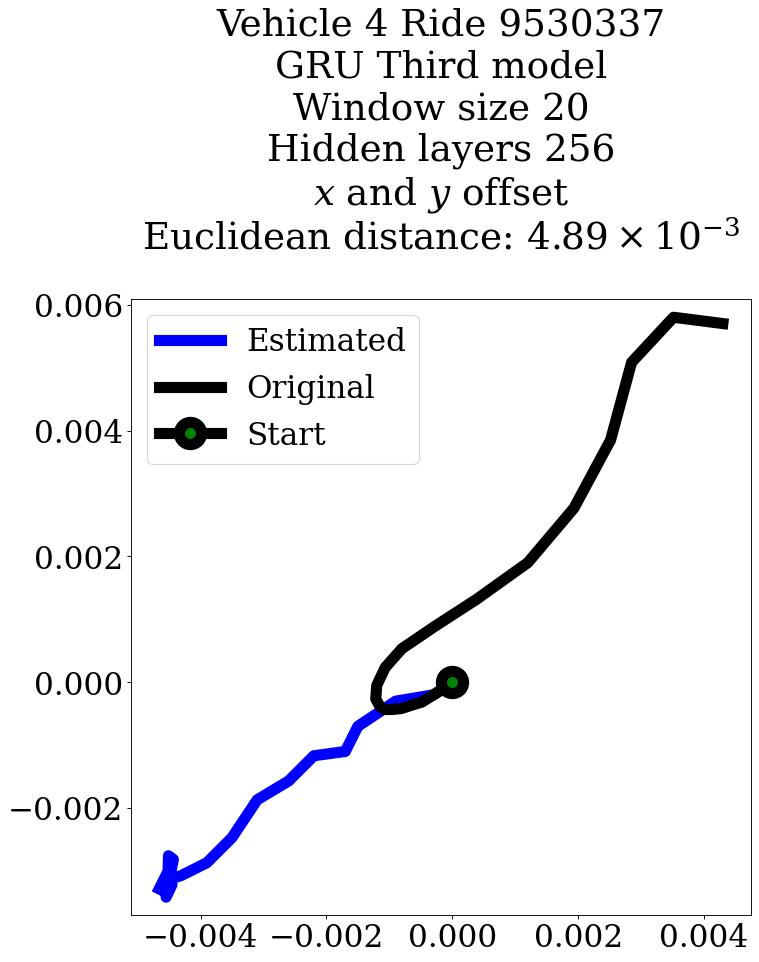 Vehicle 4 Ride 9530337
GRU Third model
Window size 20
Hidden layers 256
x and y offset
Euclidean distance: 4.89 × 10⁻³
Estimated
Original
Start
0.006
0.004
0.002
0.000
−0.002
−0.004
−0.002
0.000
0.002
0.004